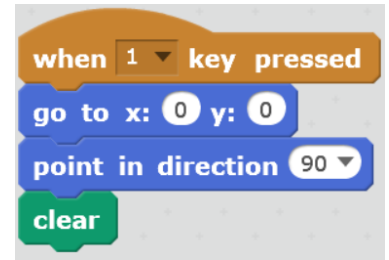 when 1 key pressed
go to x: 0 y: 0
point in direction 90
clear